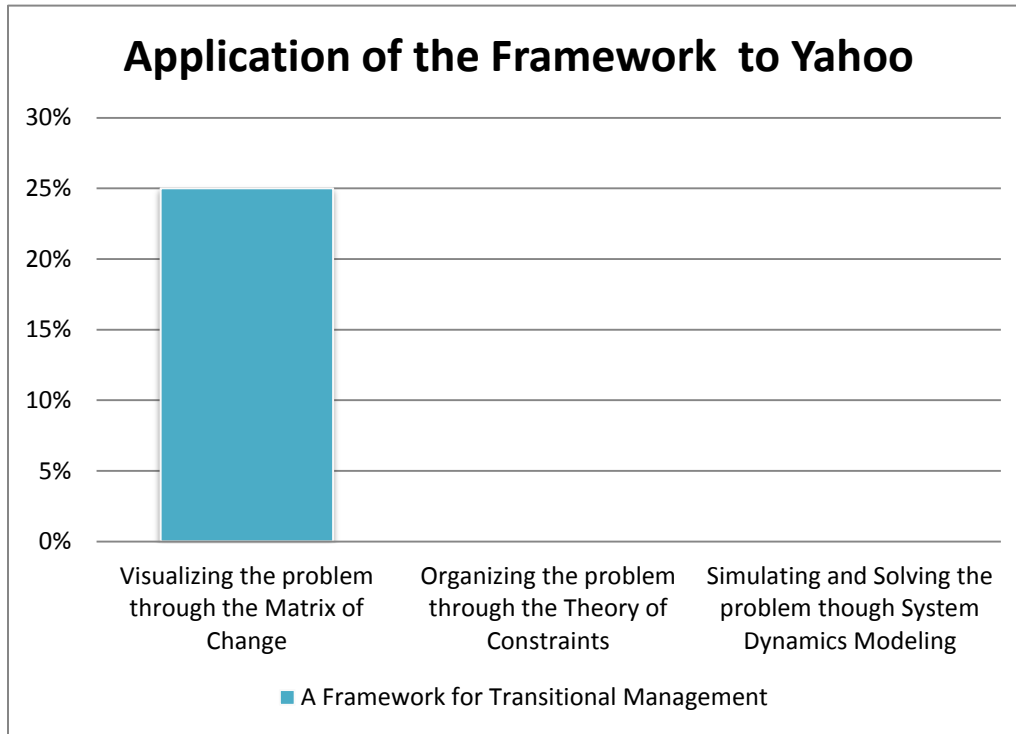 Application of the Framework to Yahoo
30%
25%
20%
15%
10%
5%
0%
Visualizing the problem
through the Matrix of
Change
Organizing the problem
through the Theory of
Constraints
Simulating and Solving the
problem though System
Dynamics Modeling
A Framework for Transitional Management